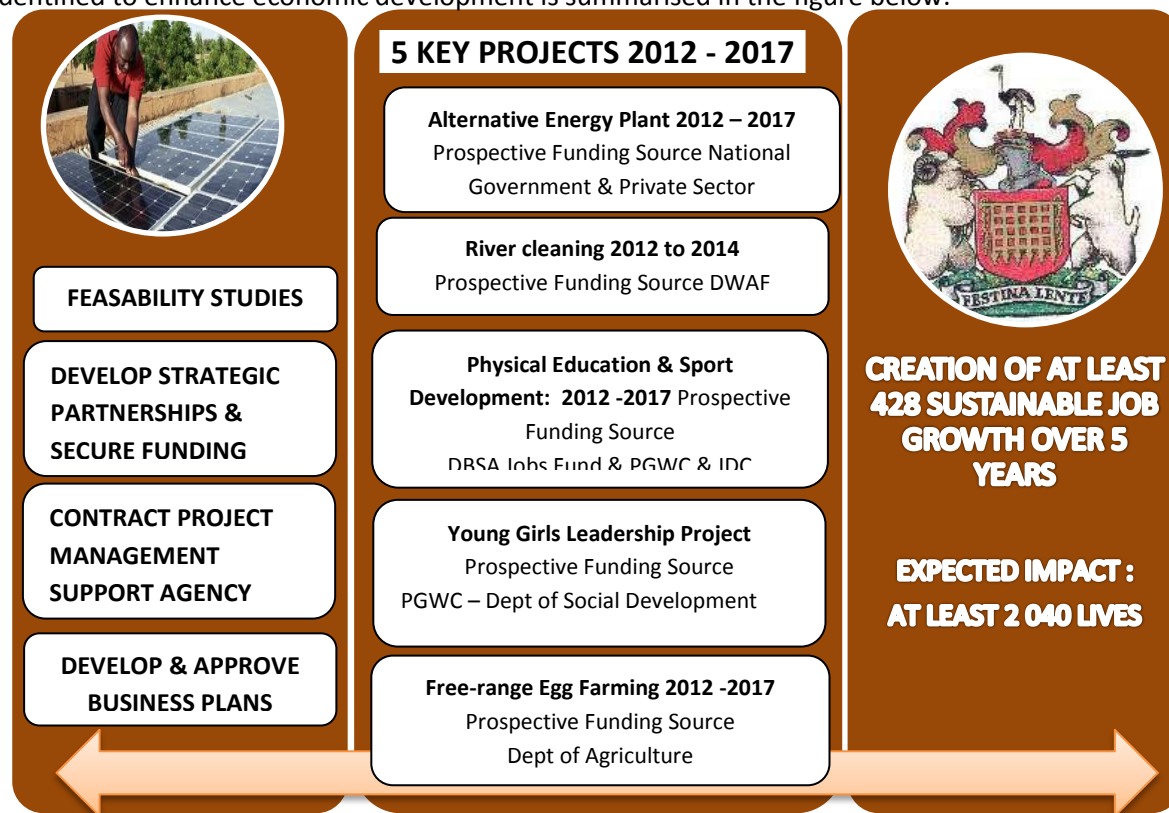 dentified to enhance economic development is summarised in the figure below.
FEASABILITY STUDIES
DEVELOP STRATEGIC
PARTNERSHIPS &
SECURE FUNDING
CONTRACT PROJECT
MANAGEMENT
SUPPORT AGENCY
DEVELOP & APPROVE
BUSINESS PLANS
5 KEY PROJECTS 2012 - 2017
Alternative Energy Plant 2012 – 2017
Prospective Funding Source National
Government & Private Sector
River cleaning 2012 to 2014
Prospective Funding Source DWAF
Physical Education & Sport
Development: 2012 -2017 Prospective
Funding Source
DBSA Jobs Fund & PGWC & IDC
Young Girls Leadership Project
Prospective Funding Source
PGWC – Dept of Social Development
Free-range Egg Farming 2012 -2017
Prospective Funding Source
Dept of Agriculture
FESTINA LENTE
CREATION OF AT LEAST
428 SUSTAINABLE JOB
GROWTH OVER 5
YEARS
EXPECTED IMPACT :
AT LEAST 2 040 LIVES